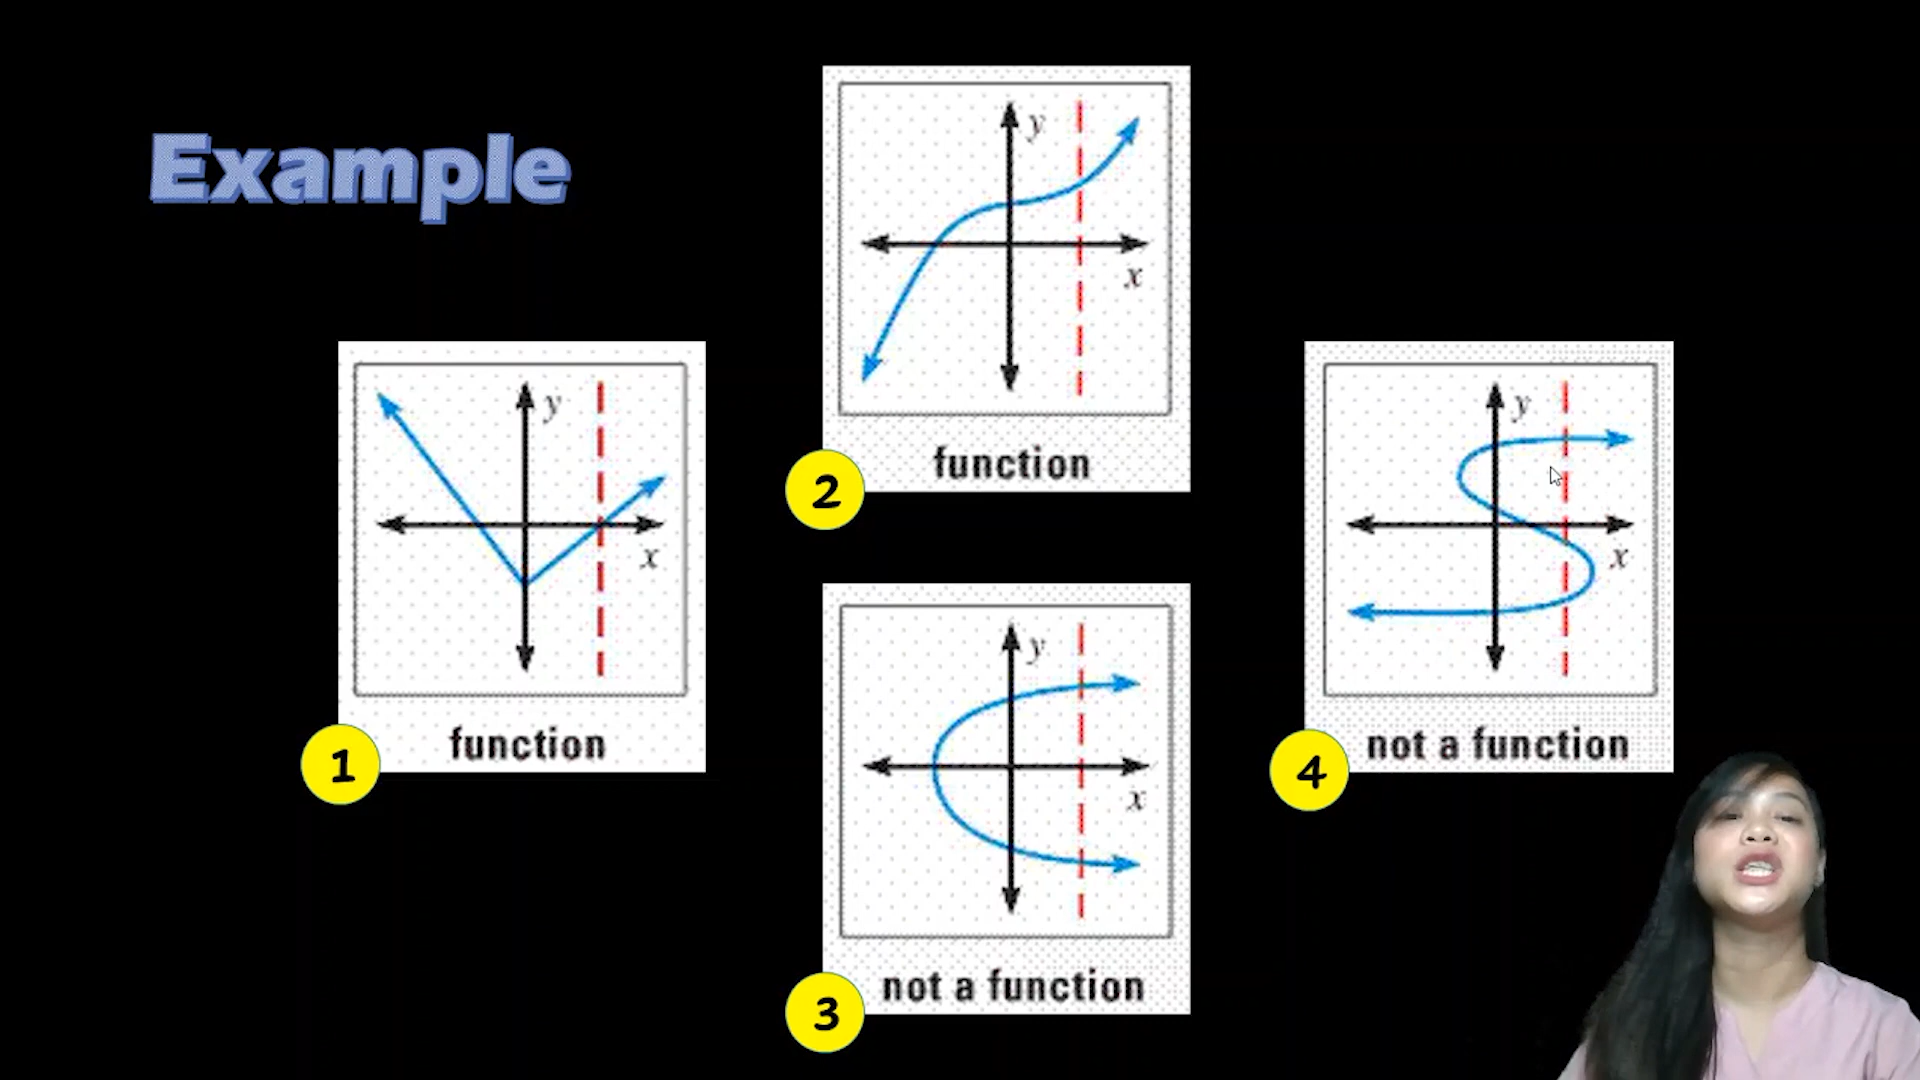 Example
y
x
function
1
y
x
function
2
y
x
not a function
3
y
x
not a function
4